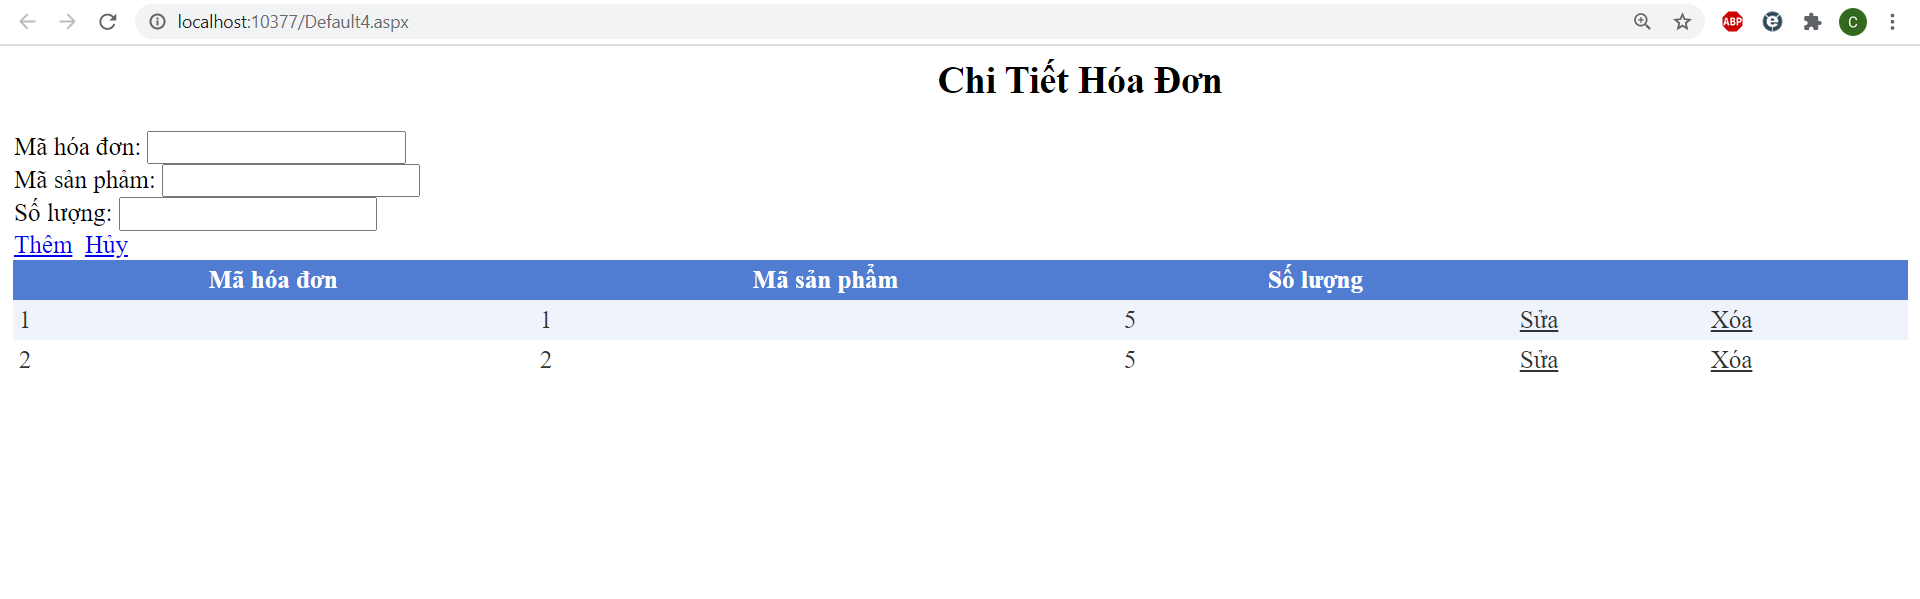 localhost:10377/Default4.aspx
ABP
C
Chi Tiết Hóa Đơn
Mã hóa đơn:
Mã sản phảm:
Số lượng:
Thêm Hủy
Mã hóa đơn Mã sản phẩm Số lượng
1 1 5 Sửa Xóa
2 2 5 Sửa Xóa